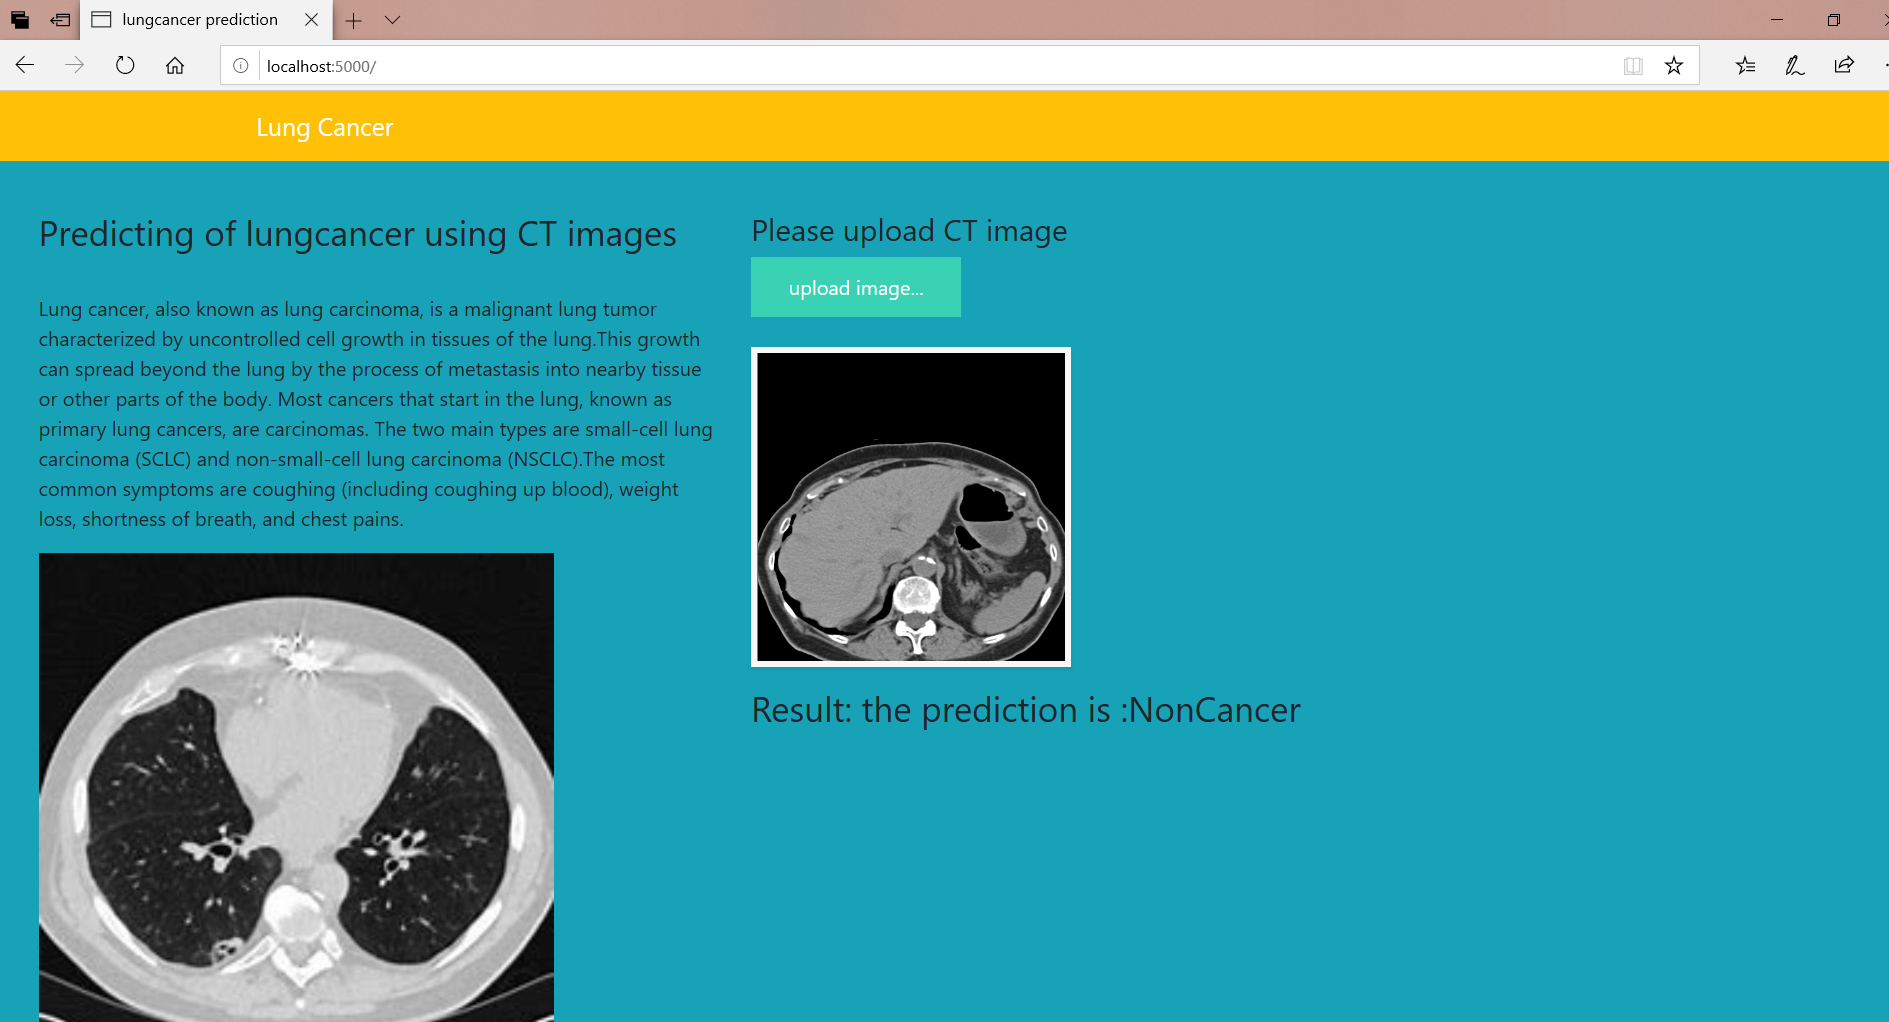 lungcancer prediction
localhost:5000/
Lung Cancer
Predicting of lungcancer using CT images
Lung cancer, also known as lung carcinoma, is a malignant lung tumor
characterized by uncontrolled cell growth in tissues of the lung.This growth
can spread beyond the lung by the process of metastasis into nearby tissue
or other parts of the body. Most cancers that start in the lung, known as
primary lung cancers, are carcinomas. The two main types are small-cell lung
carcinoma (SCLC) and non-small-cell lung carcinoma (NSCLC).The most
common symptoms are coughing (including coughing up blood), weight
loss, shortness of breath, and chest pains.
Please upload CT image
upload image...
Result: the prediction is :NonCancer